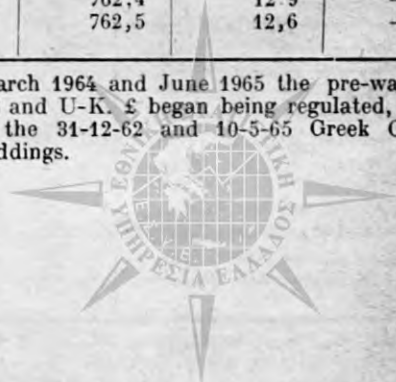 762,5 12,6 -
arch 1964 and June 1965 the pre-wa
and U-K. £ began being regulated,
the 31-12-62 and 10-5-65 Greek
ddings.
ΕΘΝΙΚΗ
ΥΠΗΡΕΣΙΑ ΕΛΛΑΔΟΣ